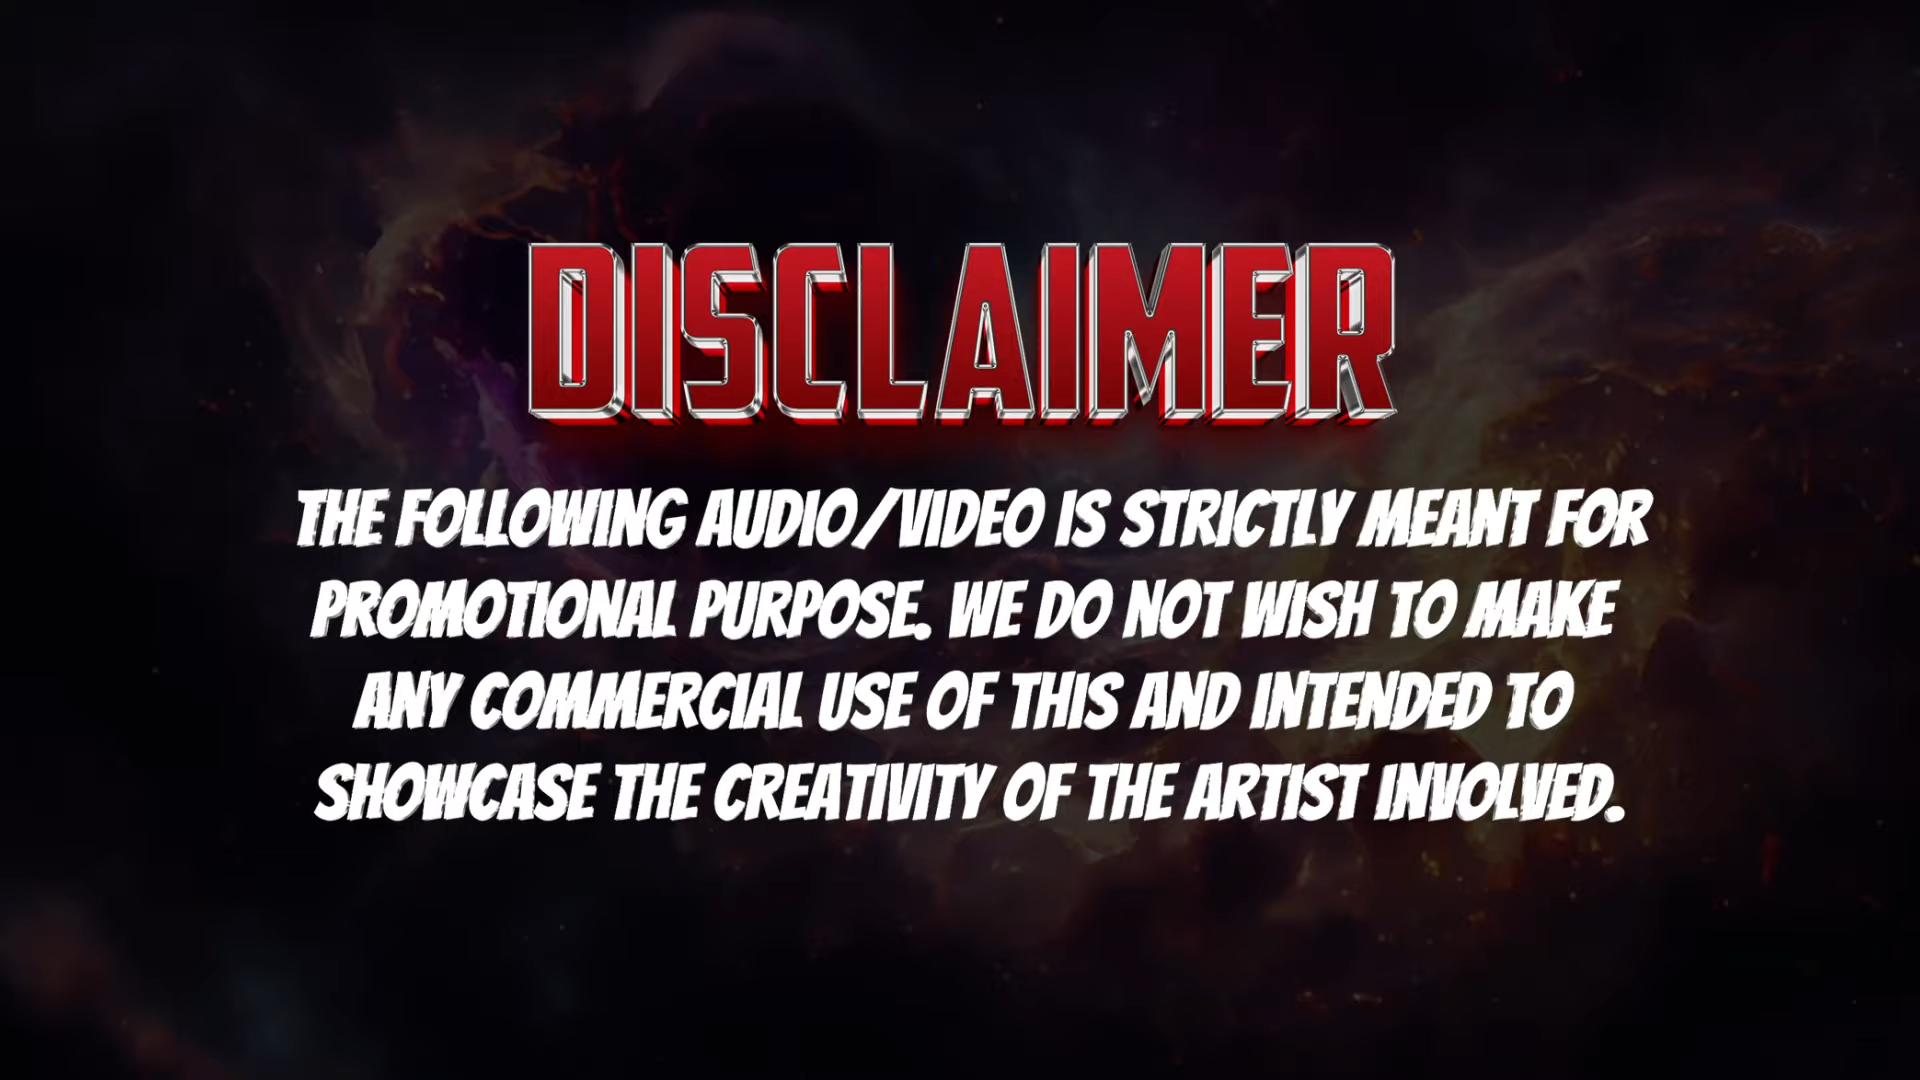 DISCLAIMER
THE FOLLOWING AUDIO/VIDEO IS STRICTLY MEANT FOR
PROMOTIONAL PURPOSE. WE DO NOT WISH TO MAKE
ANY COMMERCIAL USE OF THIS AND INTENDED TO
SHOWCASE THE CREATIVITY OF THE ARTIST INVOLVED.